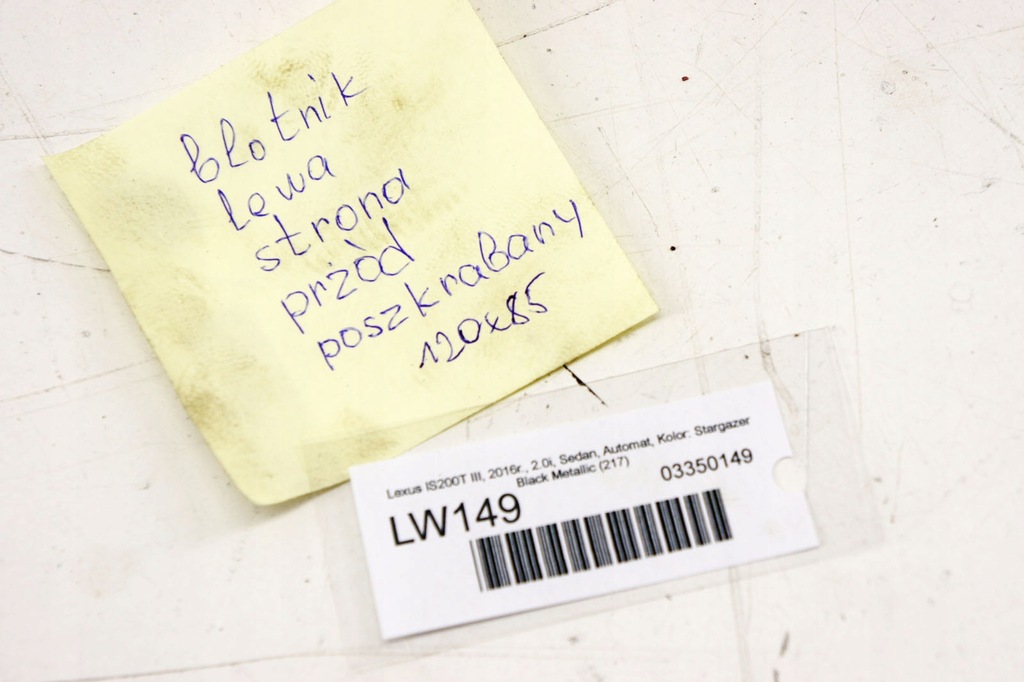 błotnik
lewa
strona
przòd
poszkrabany
120x85
Lexus IS200T III, 2016r., 2.0i, Sedan, Automat, Kolor: Stargazer
Black Metallic (217)
03350149
LW149